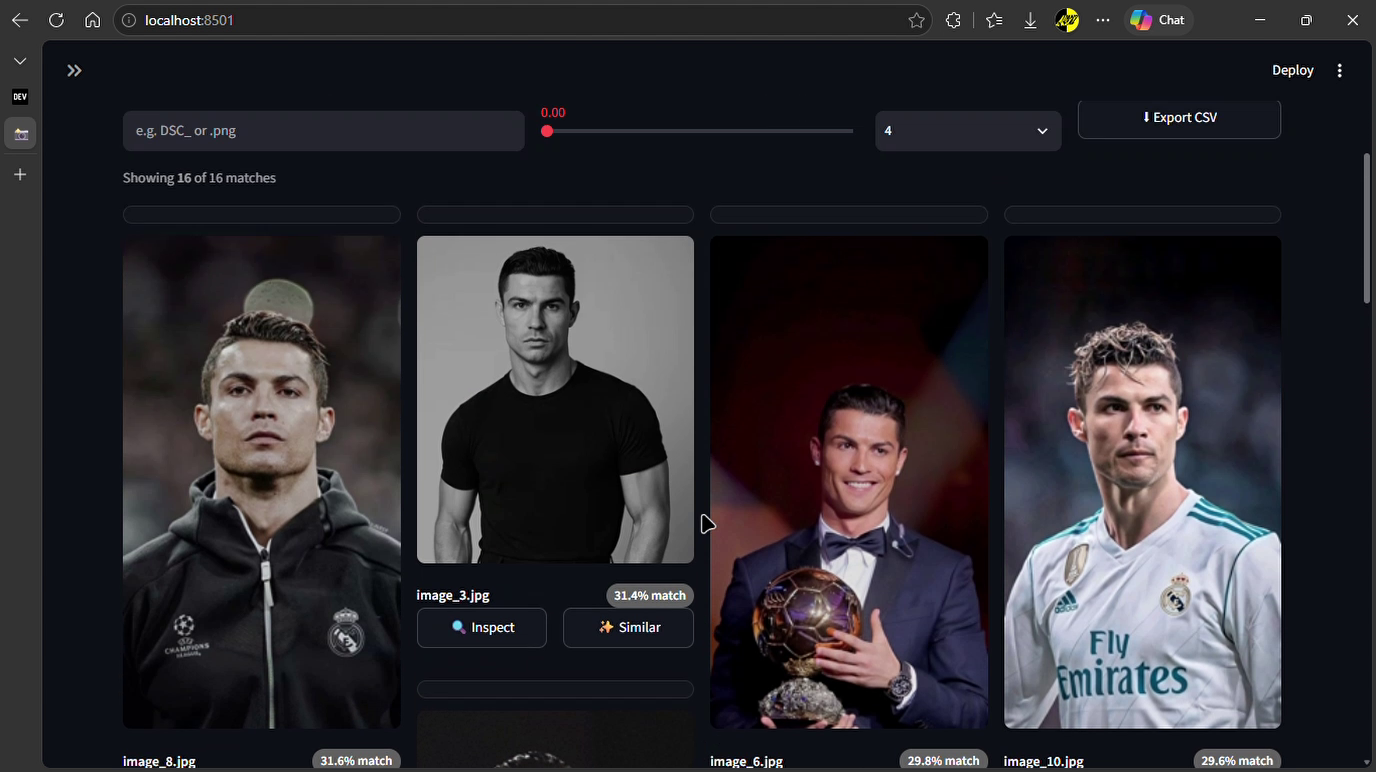 localhost:8501
Chat
DEV
Deploy
0.00
e.g. DSC_ or .png
4
⬇ Export CSV
Showing 16 of 16 matches
CHAMPIONS
LEAGUE
Fly
Emirates
adidas
image_3.jpg
31.4% match
🔍 Inspect
✨ Similar
image_8.jpg
31.6% match
image_6.jpg
29.8% match
image_10.jpg
29.6% match